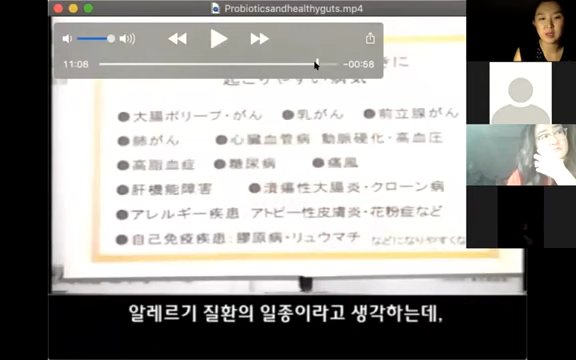 Probioticsandhealthyguts.mp4
11:06
-00:56
きに
起こりやすい病気
●大腸ポリープ・がん ●乳がん ●前立腺がん
●肺がん ●心臓血管病 動脈硬化・高血圧
●高脂血症 ●糖尿病 ●痛風
●肝機能障害 ●潰瘍性大腸炎・クローン病
●アレルギー疾患 アトピー性皮膚炎・花粉症など
●自己免疫疾患:膠原病・リュウマチ などになりやすくな
알레르기 질환의 일종이라고 생각하는데,